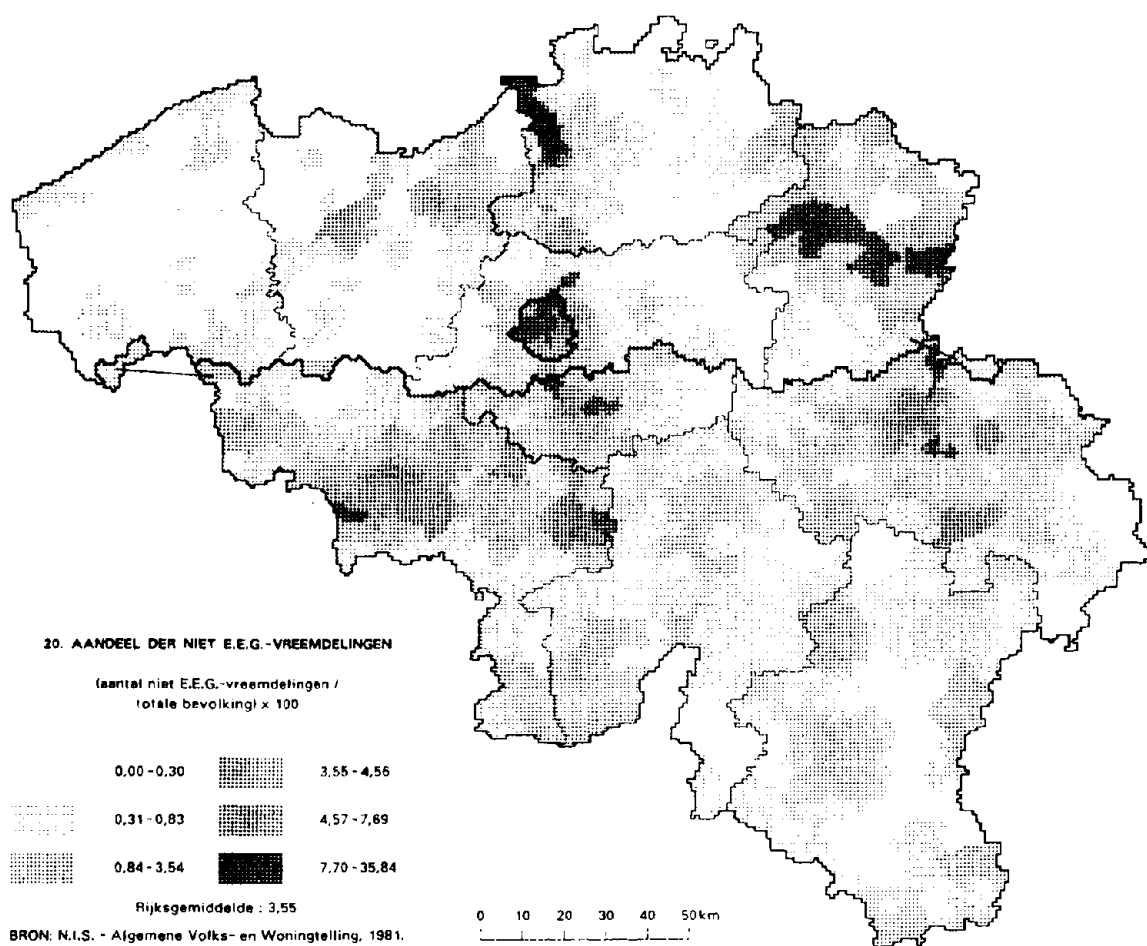 20. AANDEEL DER NIET E.E.G.-VREEMDELINGEN
(aantal niet E.E.G.-vreemdelingen /
totale bevolking) x 100
0,00-0,30 3,55-4,56
0,31-0,83 4,57-7,69
0,84-3,54 7,70-35,84
Rijksgemiddelde : 3,55
BRON: N.I.S. - Algemene Volks- en Woningtelling, 1981.
0 10 20 30 40 50km